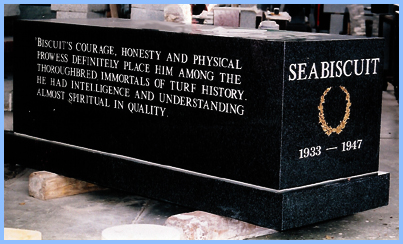 'BISCUIT'S COURAGE, HONESTY AND PHYSICAL
PROWESS DEFINITELY PLACE HIM AMONG THE
THOROUGHBRED IMMORTALS OF TURF HISTORY.
HE HAD INTELLIGENCE AND UNDERSTANDING
ALMOST SPIRITUAL IN QUALITY.
SEABISCUIT
1933 — 1947